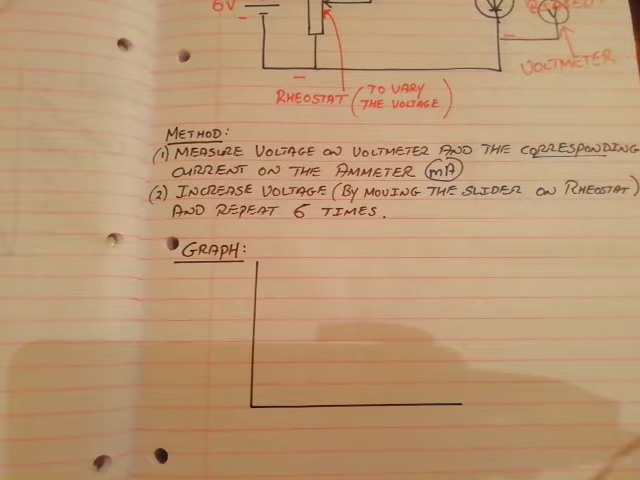 6V
V
VOLTMETER
RHEOSTAT (TO VARY
THE VOLTAGE)
METHOD:
(1) MEASURE VOLTAGE ON VOLTMETER AND THE CORRESPONDING
CURRENT ON THE AMMETER (mA)
(2) INCREASE VOLTAGE (BY MOVING THE SLIDER ON RHEOSTAT)
AND REPEAT 6 TIMES.
GRAPH: